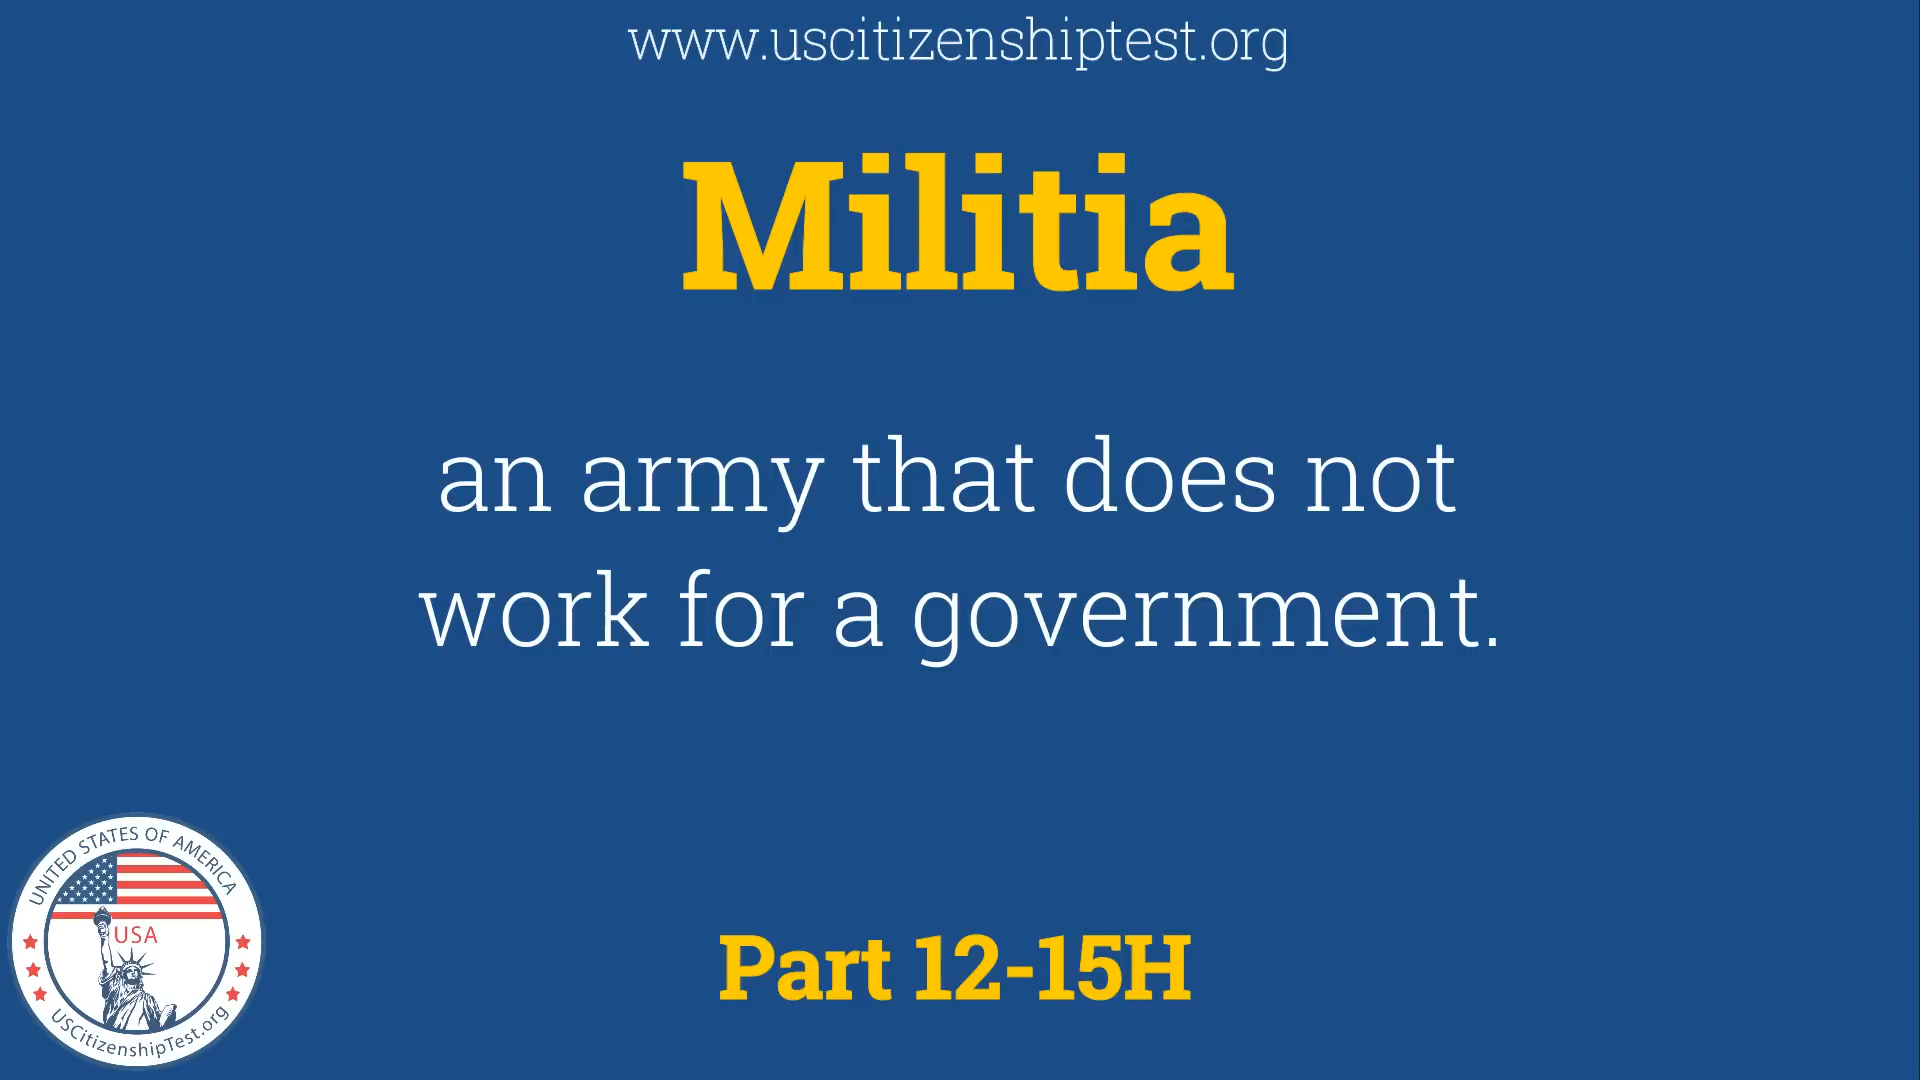 www.uscitizenshiptest.org
Militia
an army that does not
work for a government.
Part 12-15H
UNITED STATES OF AMERICA
USA
USCitizenshipTest.org